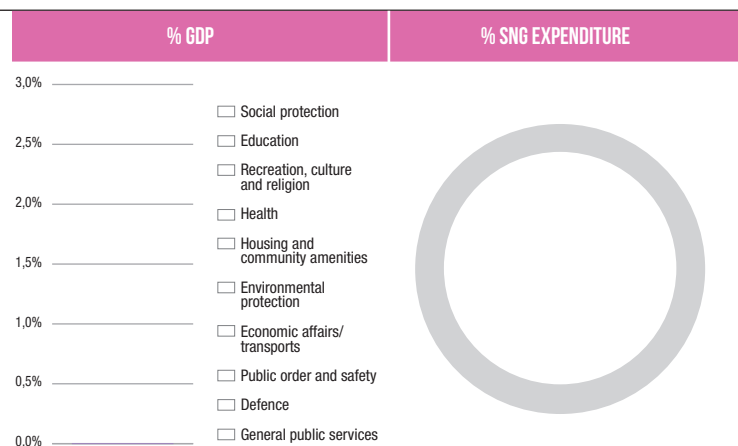 % GDP
% SNG EXPENDITURE
3,0%
2,5%
2,0%
1,5%
1,0%
0,5%
0.0%
Social protection
Education
Recreation, culture
and religion
Health
Housing and
community amenities
Environmental
protection
Economic affairs/
transports
Public order and safety
Defence
General public services